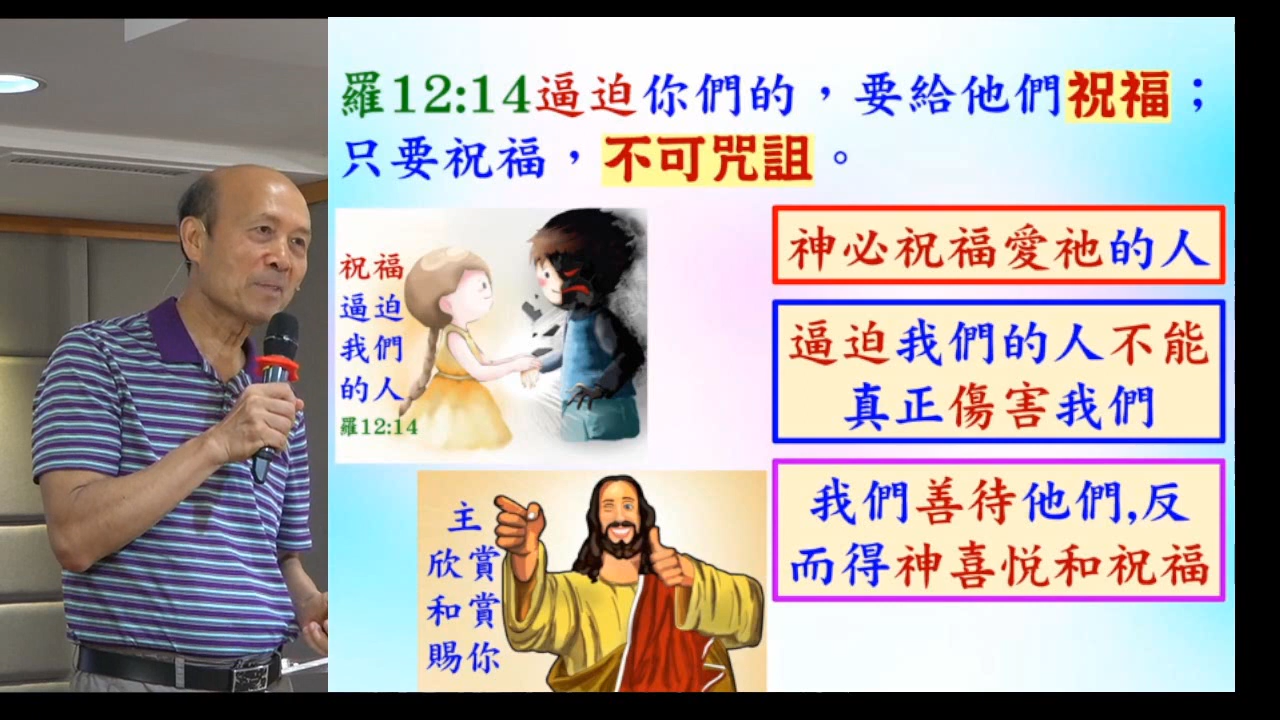 羅12:14逼迫你們的，要給他們祝福；
只要祝福，不可咒詛。
祝福
逼迫
我們
的人
羅12:14
神必祝福愛祂的人
逼迫我們的人不能
真正傷害我們
主
欣賞
和賞
賜你
我們善待他們,反
而得神喜悅和祝福